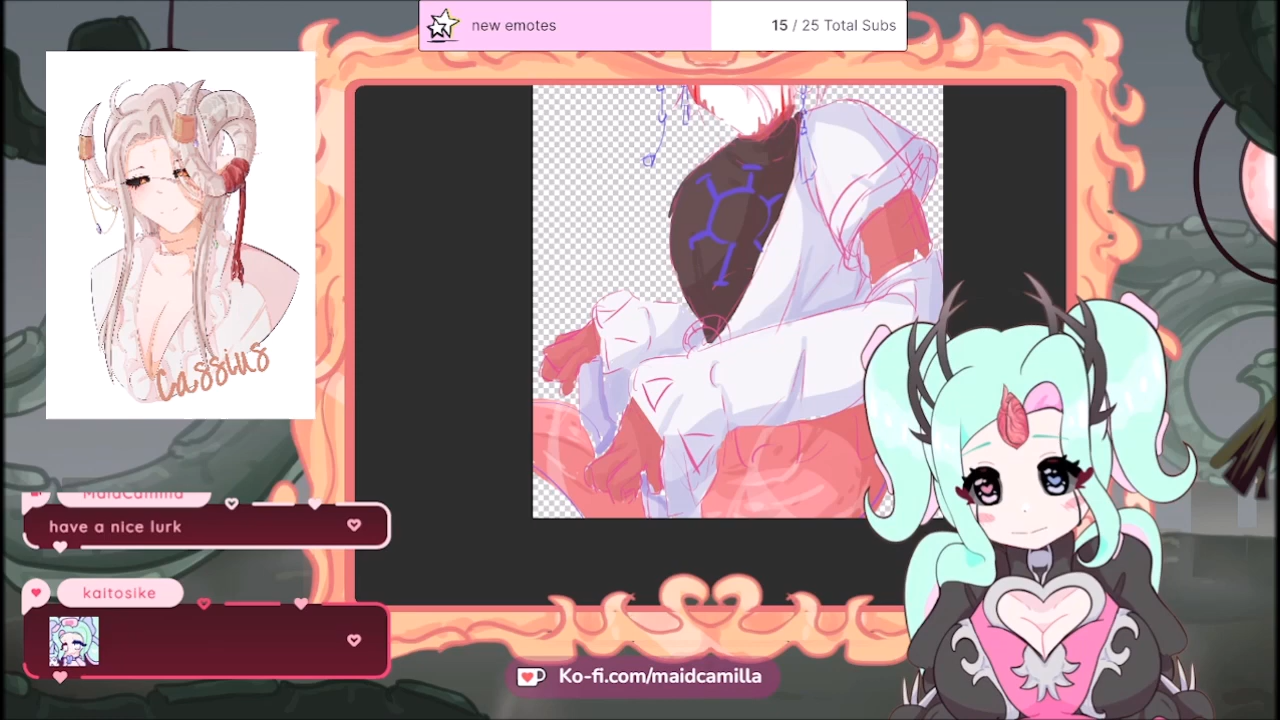 new emotes
15 / 25 Total Subs
Cassius
MaidCamilla
have a nice lurk
kaitosike
Ko-fi.com/maidcamilla